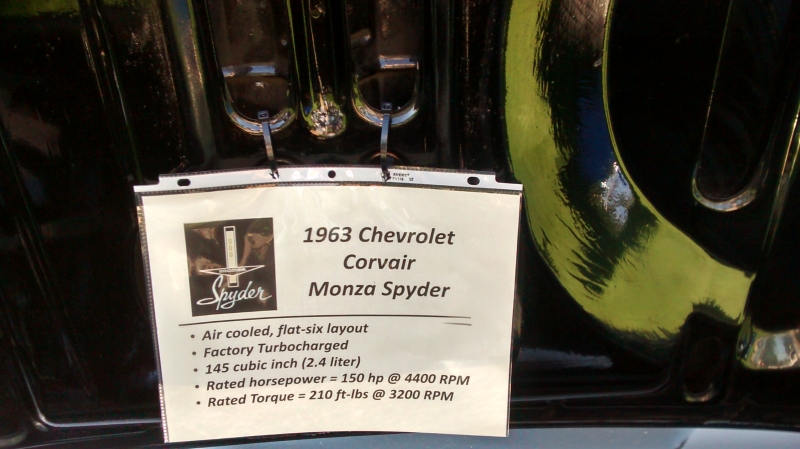 1963 Chevrolet
Corvair
Monza Spyder
Spyder
• Air cooled, flat-six layout
• Factory Turbocharged
• 145 cubic inch (2.4 liter)
• Rated horsepower = 150 hp @ 4400 RPM
• Rated Torque = 210 ft-lbs @ 3200 RPM